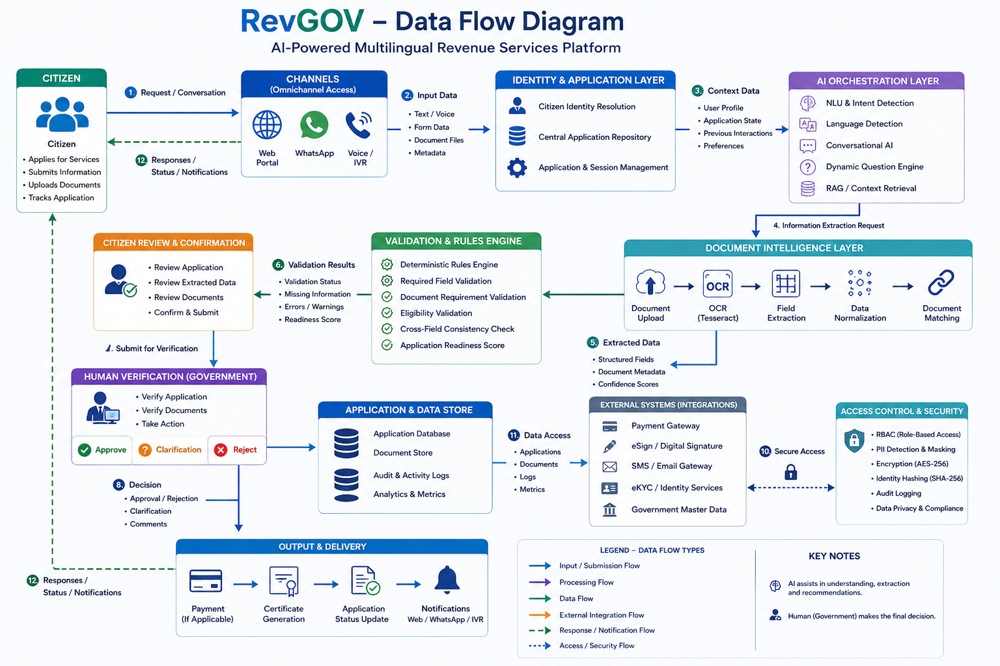 RevGOV – Data Flow Diagram
AI-Powered Multilingual Revenue Services Platform
CITIZEN
Citizen
• Applies for Services
• Submits Information
• Uploads Documents
• Tracks Application
1. Request / Conversation
12. Responses /
Status / Notifications
CHANNELS
(Omnichannel Access)
Web
Portal
WhatsApp
Voice /
IVR
2. Input Data
• Text / Voice
• Form Data
• Document Files
• Metadata
IDENTITY & APPLICATION LAYER
Citizen Identity Resolution
Central Application Repository
Application & Session Management
3. Context Data
• User Profile
• Application State
• Previous Interactions
• Preferences
AI ORCHESTRATION LAYER
NLU & Intent Detection
Language Detection
Conversational AI
Dynamic Question Engine
RAG / Context Retrieval
4. Information Extraction Request
CITIZEN REVIEW & CONFIRMATION
• Review Application
• Review Extracted Data
• Review Documents
• Confirm & Submit
6. Validation Results
• Validation Status
• Missing Information
• Errors / Warnings
• Readiness Score
VALIDATION & RULES ENGINE
Deterministic Rules Engine
Required Field Validation
Document Requirement Validation
Eligibility Validation
Cross-Field Consistency Check
Application Readiness Score
DOCUMENT INTELLIGENCE LAYER
OCR
Document
Upload
OCR
(Tesseract)
Field
Extraction
Data
Normalization
Document
Matching
5. Extracted Data
• Structured Fields
• Document Metadata
• Confidence Scores
Submit for Verification
HUMAN VERIFICATION (GOVERNMENT)
• Verify Application
• Verify Documents
• Take Action
Approve
? Clarification
Reject
8. Decision
• Approval / Rejection
• Clarification
• Comments
APPLICATION & DATA STORE
Application Database
Document Store
Audit & Activity Logs
Analytics & Metrics
11. Data Access
• Applications
• Documents
• Logs
• Metrics
EXTERNAL SYSTEMS (INTEGRATIONS)
Payment Gateway
eSign / Digital Signature
SMS / Email Gateway
eKYC / Identity Services
Government Master Data
10. Secure Access
ACCESS CONTROL & SECURITY
• RBAC (Role-Based Access)
• PII Detection & Masking
• Encryption (AES-256)
• Identity Hashing (SHA-256)
• Audit Logging
• Data Privacy & Compliance
OUTPUT & DELIVERY
Payment
(If Applicable)
Certificate
Generation
Application
Status Update
Notifications
Web / WhatsApp / IVR
12. Responses /
Status / Notifications
LEGEND – DATA FLOW TYPES
Input / Submission Flow
Processing Flow
Data Flow
External Integration Flow
Response / Notification Flow
Access / Security Flow
KEY NOTES
AI assists in understanding, extraction
and recommendations.
Human (Government) makes the final decision.